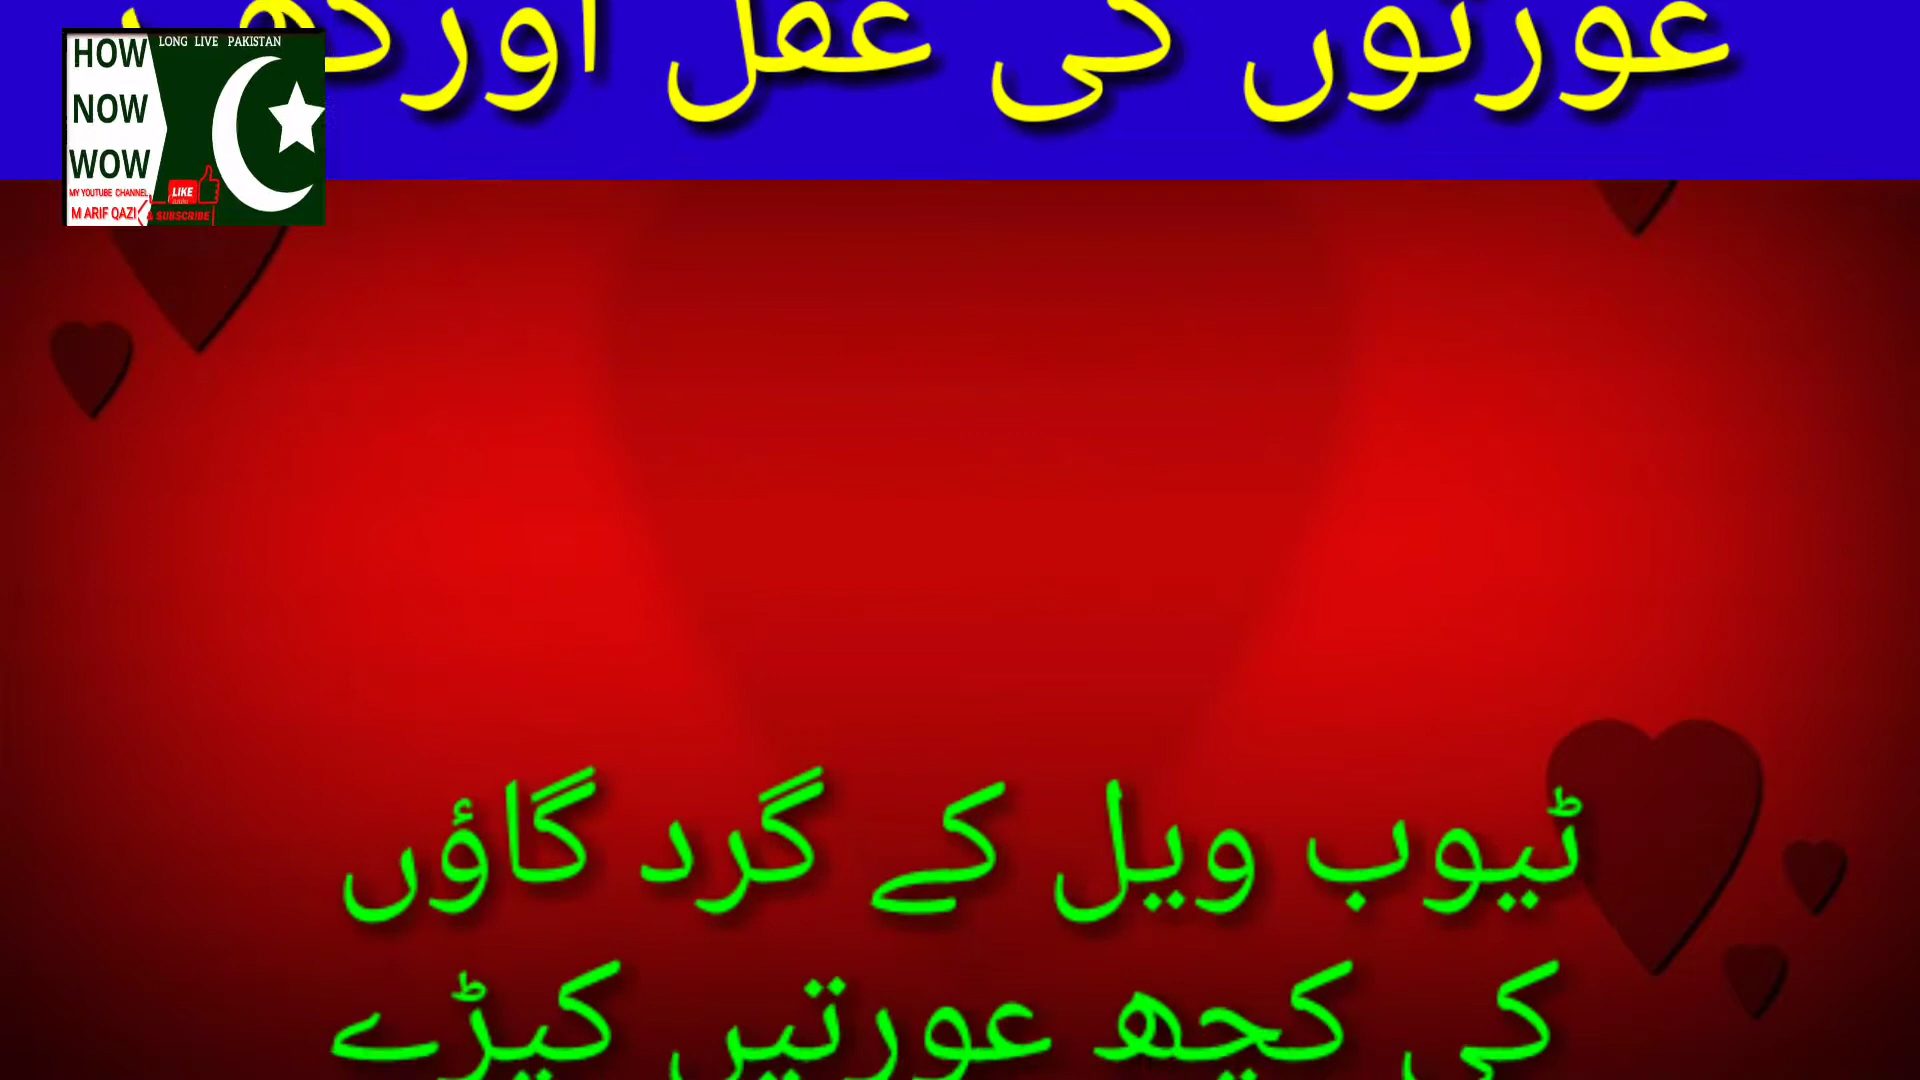 عورتوں کی عقل اور
HOW
NOW
WOW
LONG LIVE PAKISTAN
MY YOUTUBE CHANNEL
M ARIF QAZI
LIKE
& SUBSCRIBE
ٹیوب ویل کے گرد گاؤں
کی کچھ عورتیں کپڑے